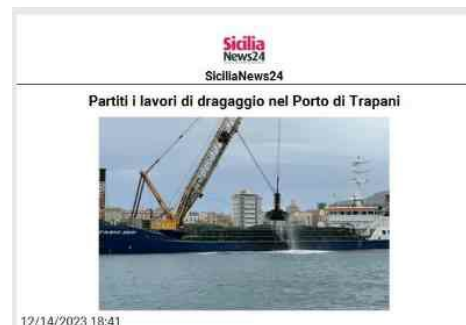 Sicilia
News24
SiciliaNews24
Partiti i lavori di dragaggio nel Porto di Trapani
12/14/2023 18:41